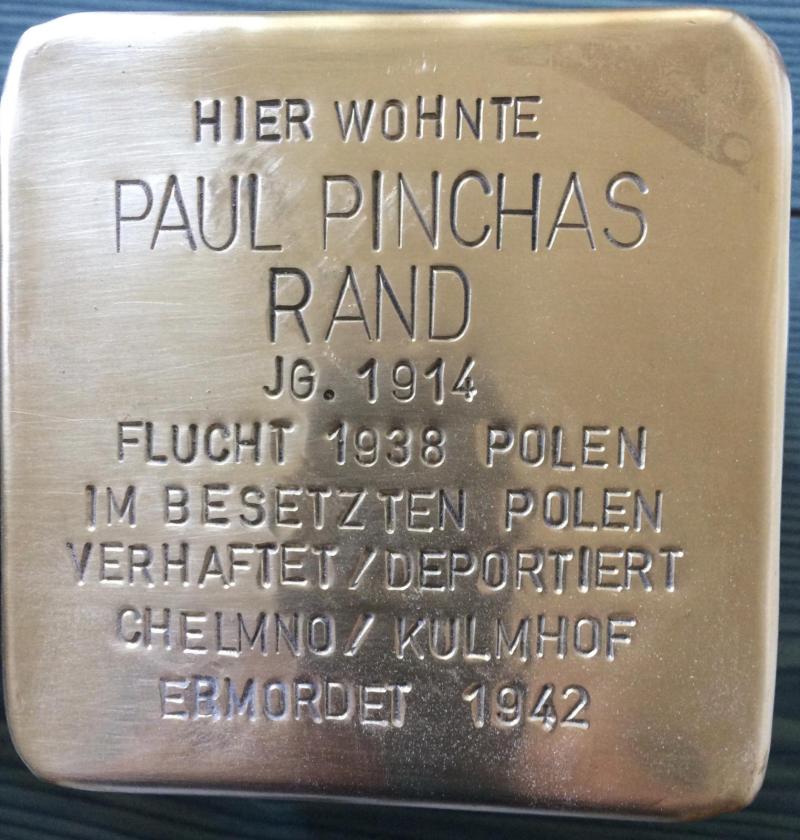 HIER WOHNTE
PAUL PINCHAS
RAND
JG. 1914
FLUCHT 1938 POLEN
IM BESETZTEN POLEN
VERHAFTET/DEPORTIERT
CHELMNO/KULMHOF
ERMORDET 1942